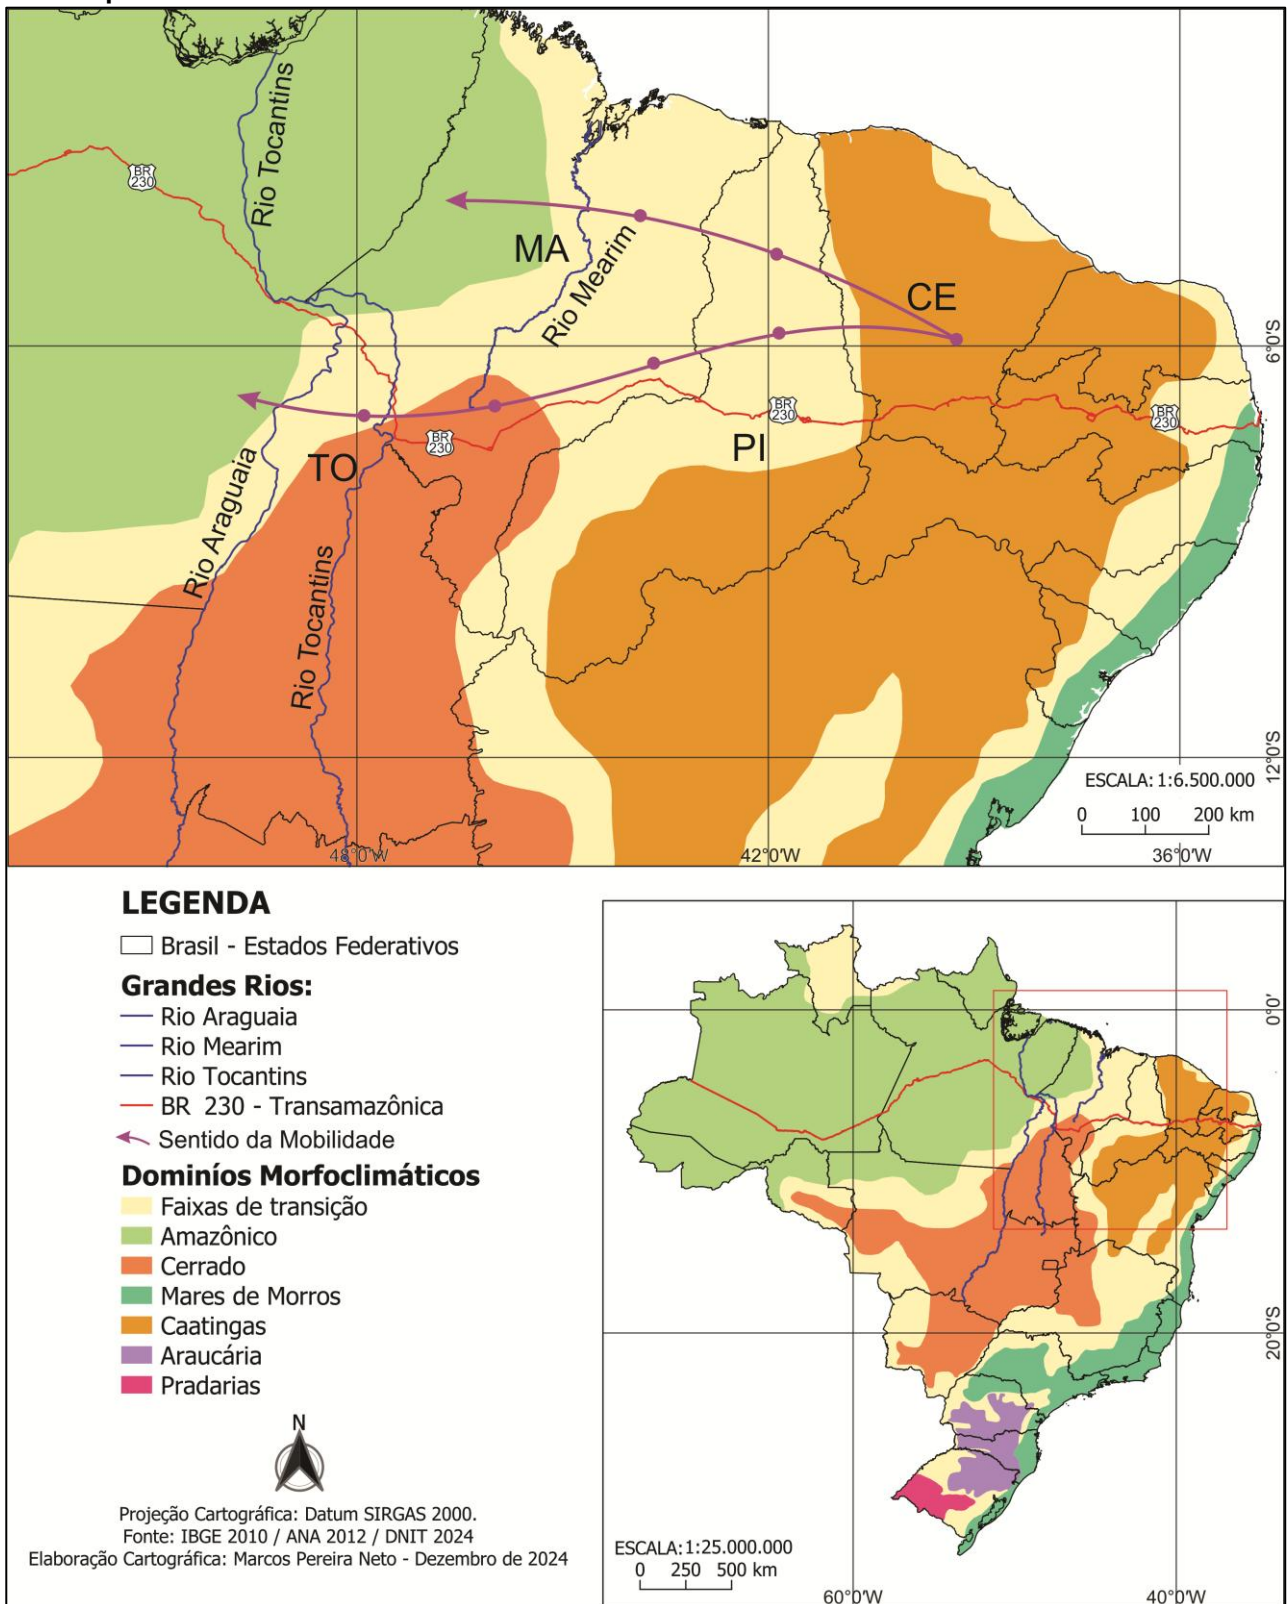 Rio Tocantins
BR
230
MA
Rio Mearim
CE
6°S
BR
230
BR
230
PI
BR
230
TO
Rio Araguaia
Rio Tocantins
12°S
ESCALA: 1:6.500.000
0 100 200 km
48°0'W
42°0'W
36°0'W
LEGENDA
Brasil - Estados Federativos
Grandes Rios:
Rio Araguaia
Rio Mearim
Rio Tocantins
BR 230 - Transamazônica
Sentido da Mobilidade
Dominíos Morfoclimáticos
Faixas de transição
Amazônico
Cerrado
Mares de Morros
Caatingas
Araucária
Pradarias
N
Projeção Cartográfica: Datum SIRGAS 2000.
Fonte: IBGE 2010 / ANA 2012 / DNIT 2024
Elaboração Cartográfica: Marcos Pereira Neto - Dezembro de 2024
0°0'
20°0'S
ESCALA: 1:25.000.000
0 250 500 km
60°0'W
40°0'W